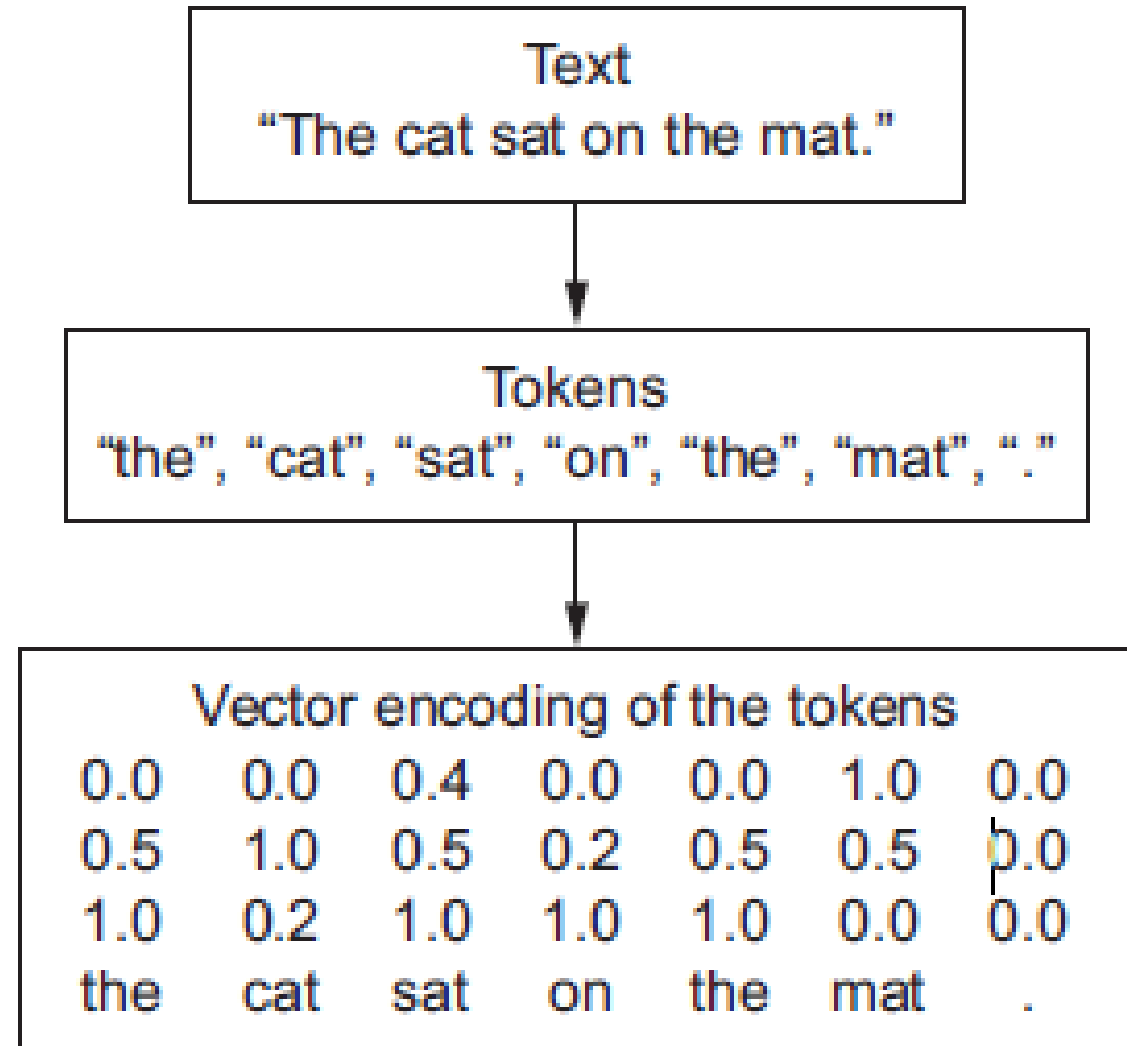 Text
“The cat sat on the mat.”
Tokens
“the”, “cat”, “sat”, “on”, “the”, “mat”, “.”
Vector encoding of the tokens
0.0 0.0 0.4 0.0 0.0 1.0 0.0
0.5 1.0 0.5 0.2 0.5 0.5 0.0
1.0 0.2 1.0 1.0 1.0 0.0 0.0
the cat sat on the mat .